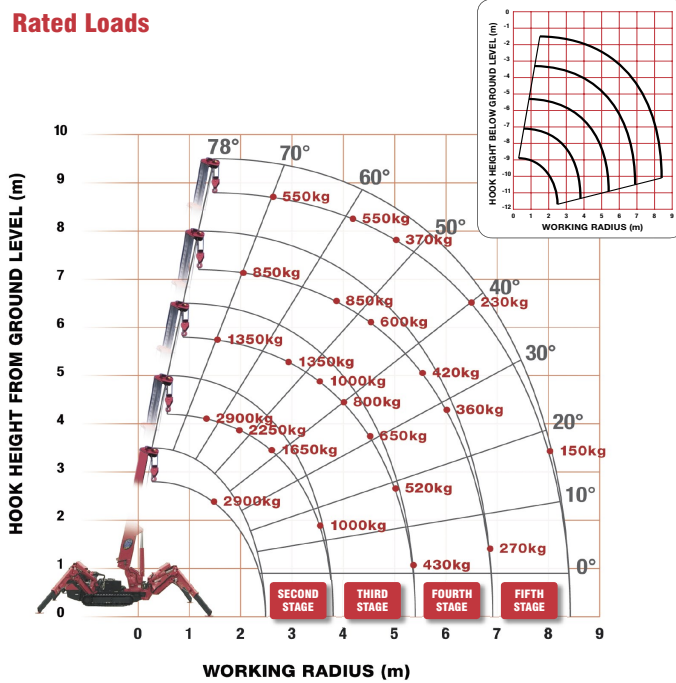 Rated Loads
HOOK HEIGHT BELOW GROUND LEVEL (m)
0
-1
-2
-3
-4
-5
-6
-7
-8
-9
-10
-11
-12
0 1 2 3 4 5 6 7 8 9
WORKING RADIUS (m)
HOOK HEIGHT FROM GROUND LEVEL (m)
10
9
8
7
6
5
4
3
2
1
0
78°
70°
60°
50°
40°
30°
20°
10°
0°
550kg
550kg
370kg
230kg
150kg
850kg
850kg
600kg
420kg
360kg
270kg
1350kg
1350kg
1000kg
800kg
650kg
520kg
430kg
2900kg
2250kg
1650kg
1000kg
2900kg
SECOND
STAGE
THIRD
STAGE
FOURTH
STAGE
FIFTH
STAGE
0 1 2 3 4 5 6 7 8 9
WORKING RADIUS (m)